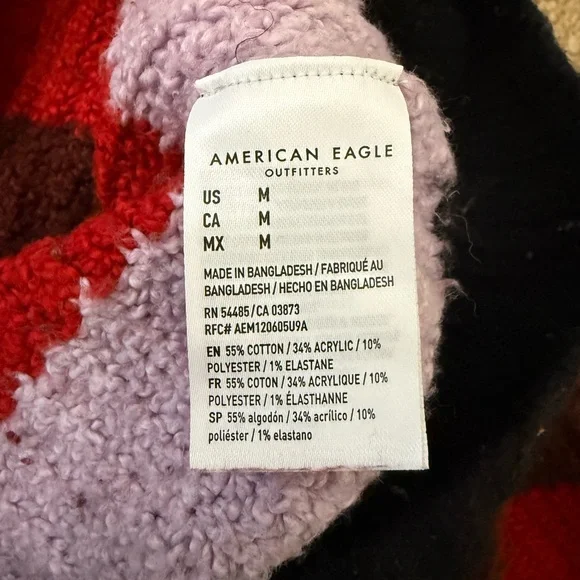 AMERICAN EAGLE
OUTFITTERS
US M
CA M
MX M
MADE IN BANGLADESH / FABRIQUÉ AU
BANGLADESH / HECHO EN BANGLADESH
RN 54485 / CA 03873
RFC# AEM120605U9A
EN 55% COTTON / 34% ACRYLIC / 10%
POLYESTER / 1% ELASTANE
FR 55% COTON / 34% ACRYLIQUE / 10%
POLYESTER / 1% ÉLASTHANNE
SP 55% algodón / 34% acrílico / 10%
poliéster / 1% elastano